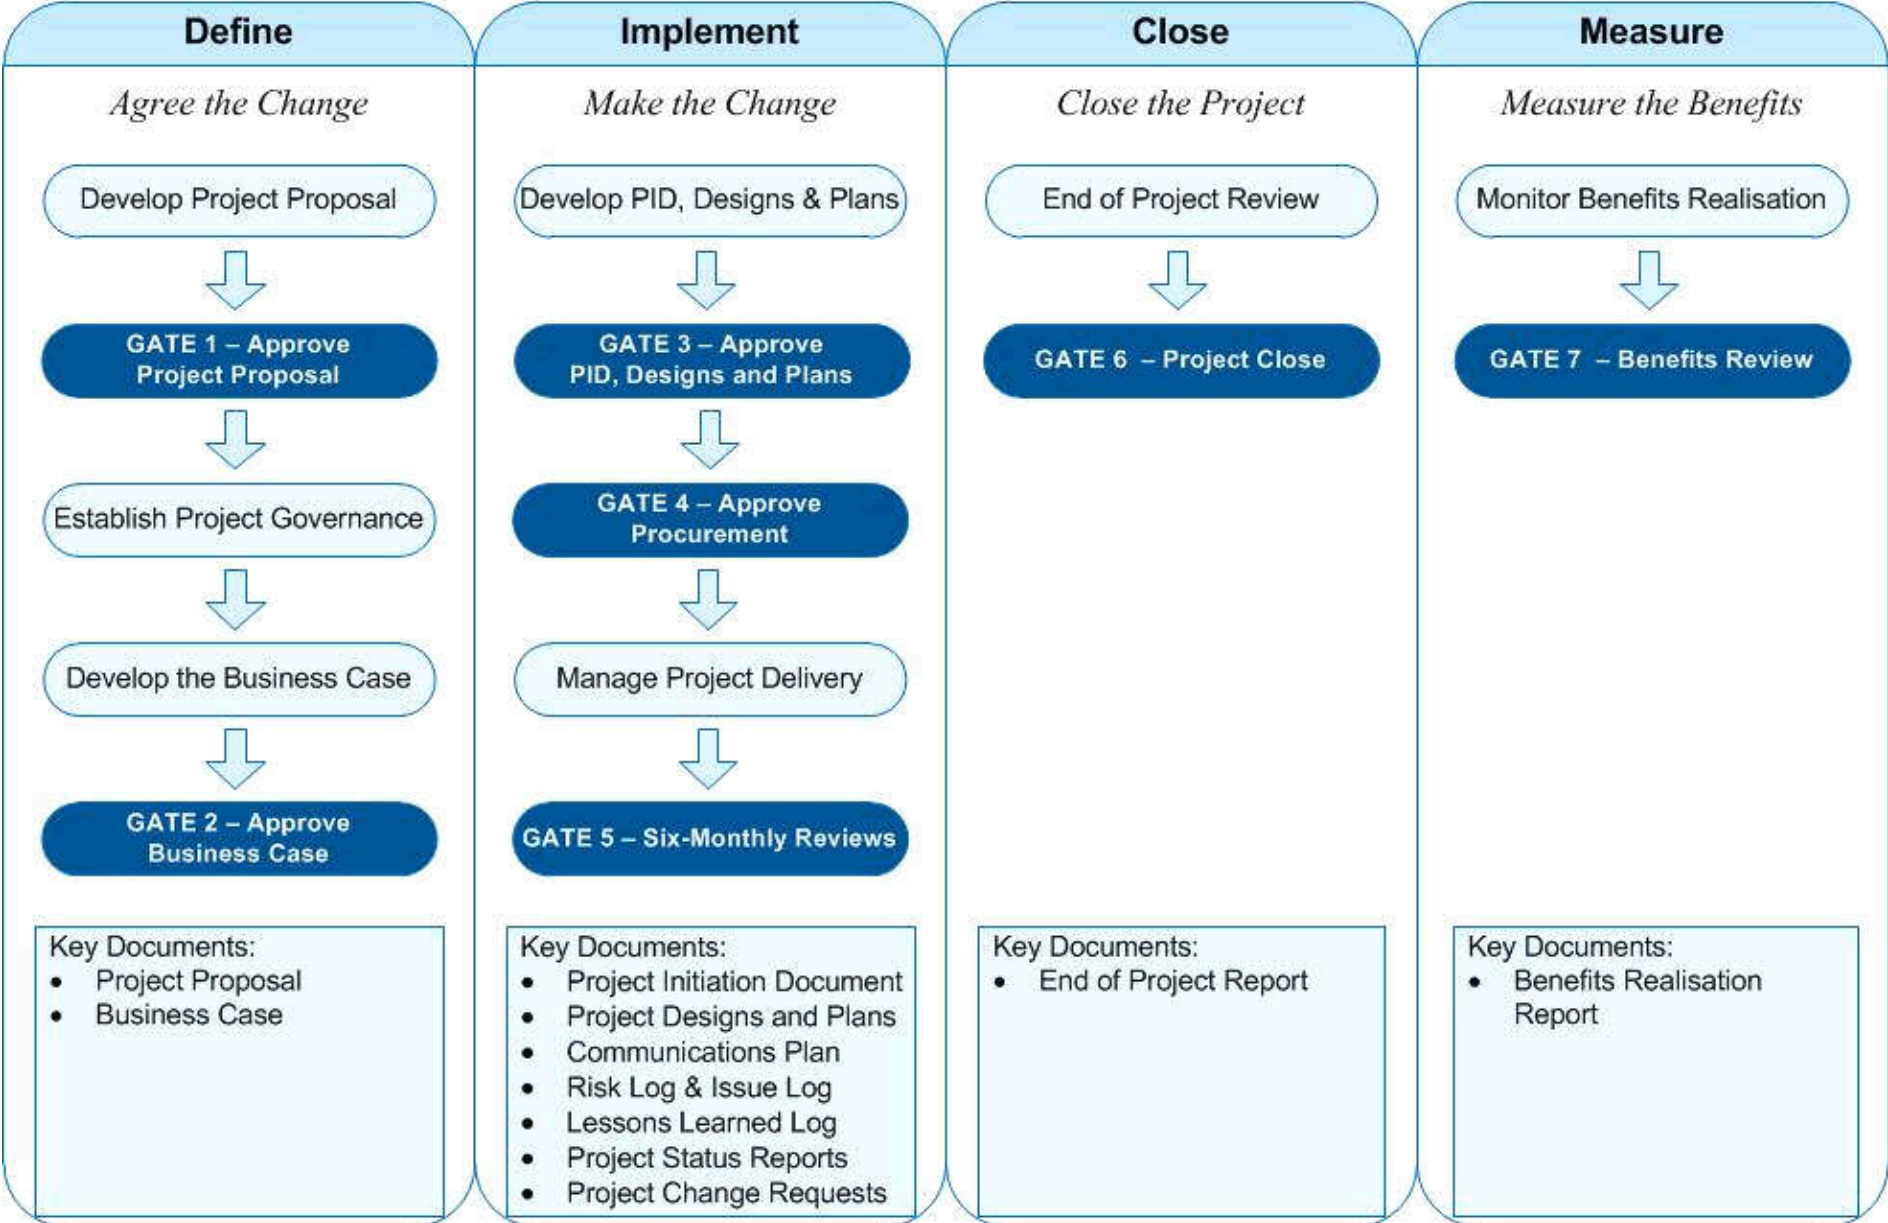 Define
Agree the Change
Develop Project Proposal
GATE 1 – Approve
Project Proposal
Establish Project Governance
Develop the Business Case
GATE 2 – Approve
Business Case
Key Documents:
• Project Proposal
• Business Case
Implement
Make the Change
Develop PID, Designs & Plans
GATE 3 – Approve
PID, Designs and Plans
GATE 4 – Approve
Procurement
Manage Project Delivery
GATE 5 – Six-Monthly Reviews
Key Documents:
• Project Initiation Document
• Project Designs and Plans
• Communications Plan
• Risk Log & Issue Log
• Lessons Learned Log
• Project Status Reports
• Project Change Requests
Close
Close the Project
End of Project Review
GATE 6 – Project Close
Key Documents:
• End of Project Report
Measure
Measure the Benefits
Monitor Benefits Realisation
GATE 7 – Benefits Review
Key Documents:
• Benefits Realisation
Report